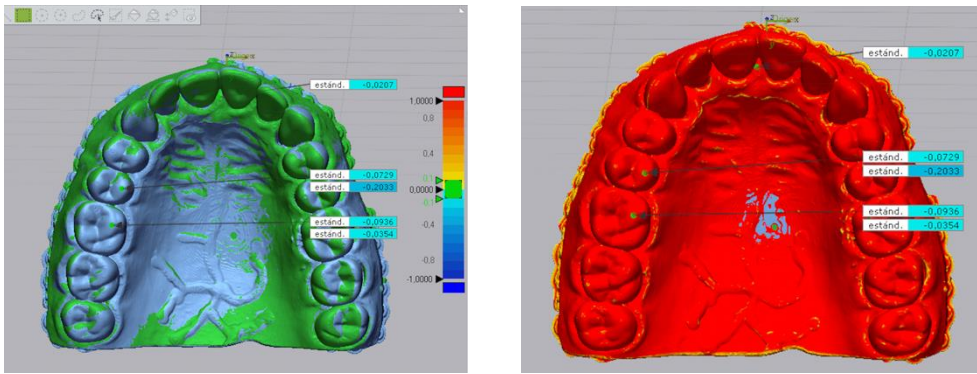 estánd. -0,0207
1,0000
0.8
0.4
estánd. -0,0729
0.1
estánd. -0,2033
0.0000
-0.1
estánd. -0,0936
-0.4
estánd. -0,0354
-0.8
-1,0000
estánd. -0,0207
estánd. -0,0729
estánd. -0,2033
estánd. -0,0936
estánd. -0,0354